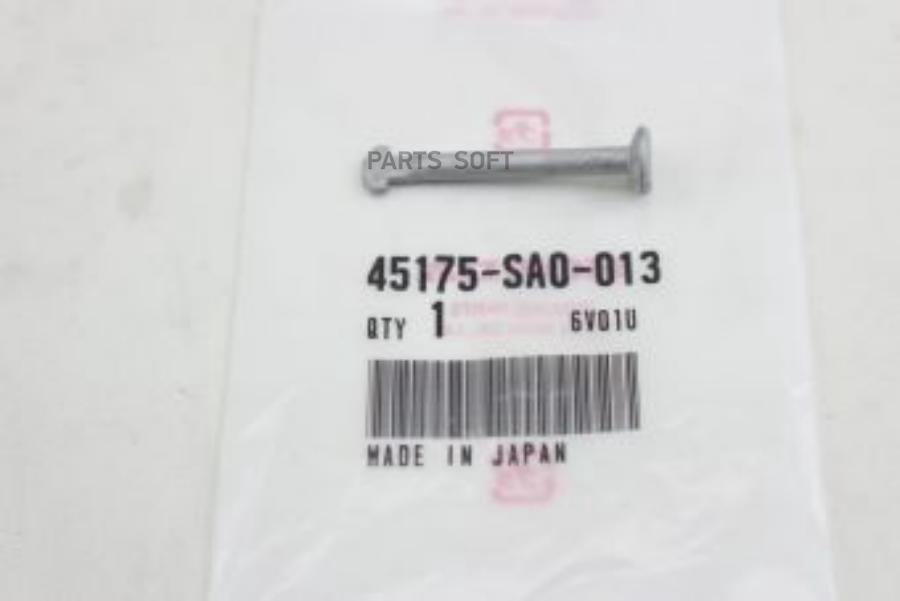 PARTS SOFT
45175-SA0-013
QTY 1 6V01U
MADE IN JAPAN